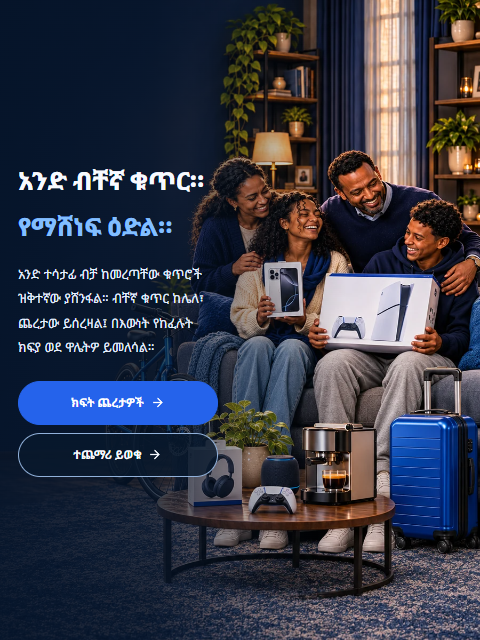 አንድ ብቸኛ ቁጥር።
የማሸነፍ ዕድል።
አንድ ተሳታፊ ብቻ ከመረጣቸው ቁጥሮች
ዝቅተኛው ያሸንፋል። ብቸኛ ቁጥር ከሌለ፣
ጨረታው ይሰረዛል፤ በእውነት የከፈሉት
ክፍያ ወደ ዋሌትዎ ይመለሳል።
ክፍት ጨረታዎች →
ተጨማሪ ይወቁ →